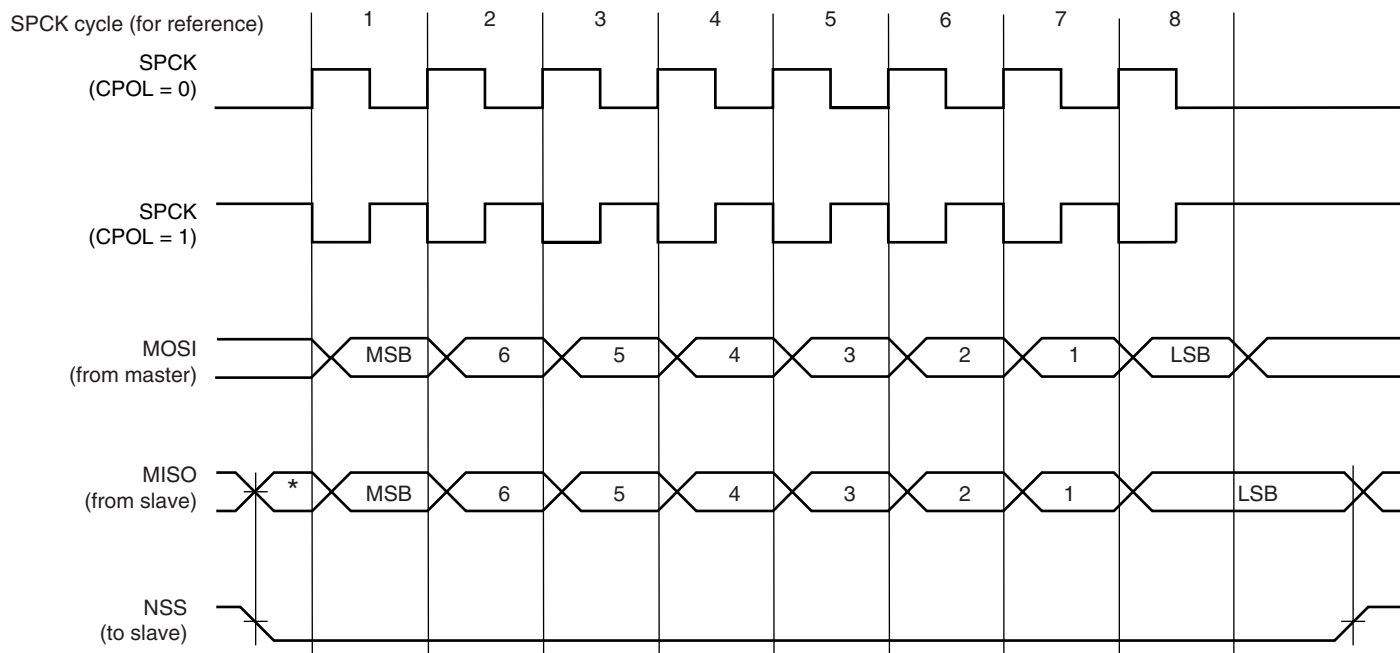 SPCK cycle (for reference)
1 2 3 4 5 6 7 8
SPCK
(CPOL = 0)
SPCK
(CPOL = 1)
MOSI
(from master)
MSB 6 5 4 3 2 1 LSB
MISO
(from slave)
* MSB 6 5 4 3 2 1 LSB
NSS
(to slave)